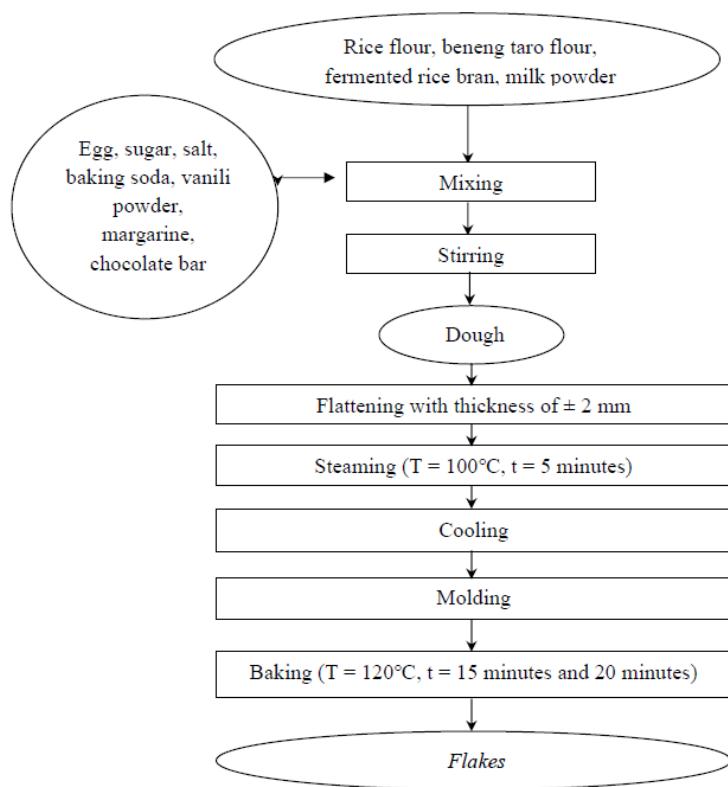 Rice flour, beneng taro flour,
fermented rice bran, milk powder
Egg, sugar, salt,
baking soda, vanili
powder,
margarine,
chocolate bar
Mixing
Stirring
Dough
Flattening with thickness of ± 2 mm
Steaming (T = 100°C, t = 5 minutes)
Cooling
Molding
Baking (T = 120°C, t = 15 minutes and 20 minutes)
Flakes